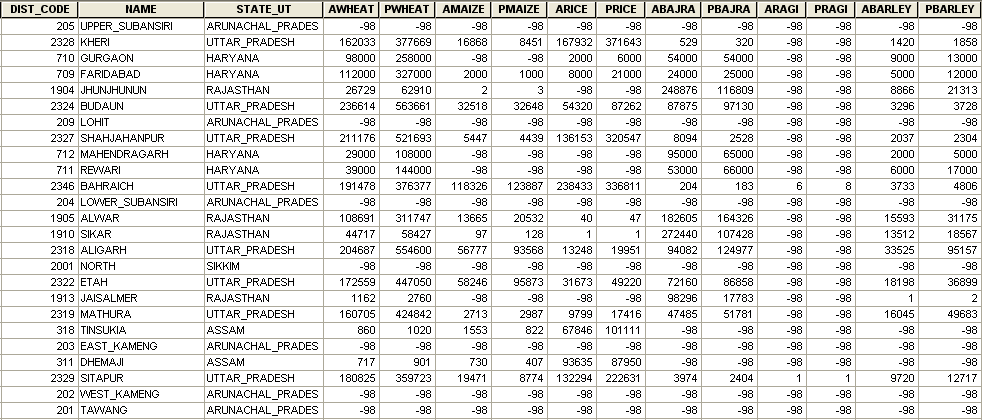 DIST_CODE NAME STATE_UT AWHEAT PWHEAT AMAIZE PMAIZE ARICE PRICE ABAJRA PBAJRA ARAGI PRAGI ABARLEY PBARLEY
205 UPPER_SUBANSIRI ARUNACHAL_PRADES -98 -98 -98 -98 -98 -98 -98 -98 -98 -98 -98 -98
2328 KHERI UTTAR_PRADESH 162033 377669 16868 8451 167932 371643 529 320 -98 -98 1420 1858
710 GURGAON HARYANA 98000 258000 -98 -98 2000 6000 54000 54000 -98 -98 9000 13000
709 FARIDABAD HARYANA 112000 327000 2000 1000 8000 21000 24000 25000 -98 -98 5000 12000
1904 JHUNJHUNUN RAJASTHAN 26729 62910 2 3 -98 -98 248876 116809 -98 -98 8866 21313
2324 BUDAUN UTTAR_PRADESH 236614 563661 32518 32648 54320 87262 87875 97130 -98 -98 3296 3728
209 LOHIT ARUNACHAL_PRADES -98 -98 -98 -98 -98 -98 -98 -98 -98 -98 -98 -98
2327 SHAHJAHANPUR UTTAR_PRADESH 211176 521693 5447 4439 136153 320547 8094 2528 -98 -98 2037 2304
712 MAHENDRAGARH HARYANA 29000 108000 -98 -98 -98 -98 95000 65000 -98 -98 2000 5000
711 REWARI HARYANA 39000 144000 -98 -98 -98 -98 53000 66000 -98 -98 6000 17000
2346 BAHRAICH UTTAR_PRADESH 191478 376377 118326 123887 238433 336811 204 183 6 8 3733 4806
204 LOWER_SUBANSIRI ARUNACHAL_PRADES -98 -98 -98 -98 -98 -98 -98 -98 -98 -98 -98 -98
1905 ALWAR RAJASTHAN 108691 311747 13665 20532 40 47 182605 164326 -98 -98 15593 31175
1910 SIKAR RAJASTHAN 44717 58427 97 128 1 1 272440 107428 -98 -98 13512 18567
2318 ALIGARH UTTAR_PRADESH 204687 554600 56777 93568 13248 19951 94082 124977 -98 -98 33525 95157
2001 NORTH SIKKIM -98 -98 -98 -98 -98 -98 -98 -98 -98 -98 -98 -98
2322 ETAH UTTAR_PRADESH 172559 447050 58246 95873 31673 49220 72160 86858 -98 -98 18198 36899
1913 JAISALMER RAJASTHAN 1162 2760 -98 -98 -98 -98 98296 17783 -98 -98 1 2
2319 MATHURA UTTAR_PRADESH 160705 424842 2713 2987 9799 17416 47485 51781 -98 -98 16045 49683
318 TINSUKIA ASSAM 860 1020 1553 822 67846 101111 -98 -98 -98 -98 -98 -98
203 EAST_KAMENG ARUNACHAL_PRADES -98 -98 -98 -98 -98 -98 -98 -98 -98 -98 -98 -98
311 DHEMAJI ASSAM 717 901 730 407 93635 87950 -98 -98 -98 -98 -98 -98
2329 SITAPUR UTTAR_PRADESH 180825 359723 19471 8774 132294 222631 3974 2404 1 1 9720 12717
202 WEST_KAMENG ARUNACHAL_PRADES -98 -98 -98 -98 -98 -98 -98 -98 -98 -98 -98 -98
201 TAWANG ARUNACHAL_PRADES -98 -98 -98 -98 -98 -98 -98 -98 -98 -98 -98 -98